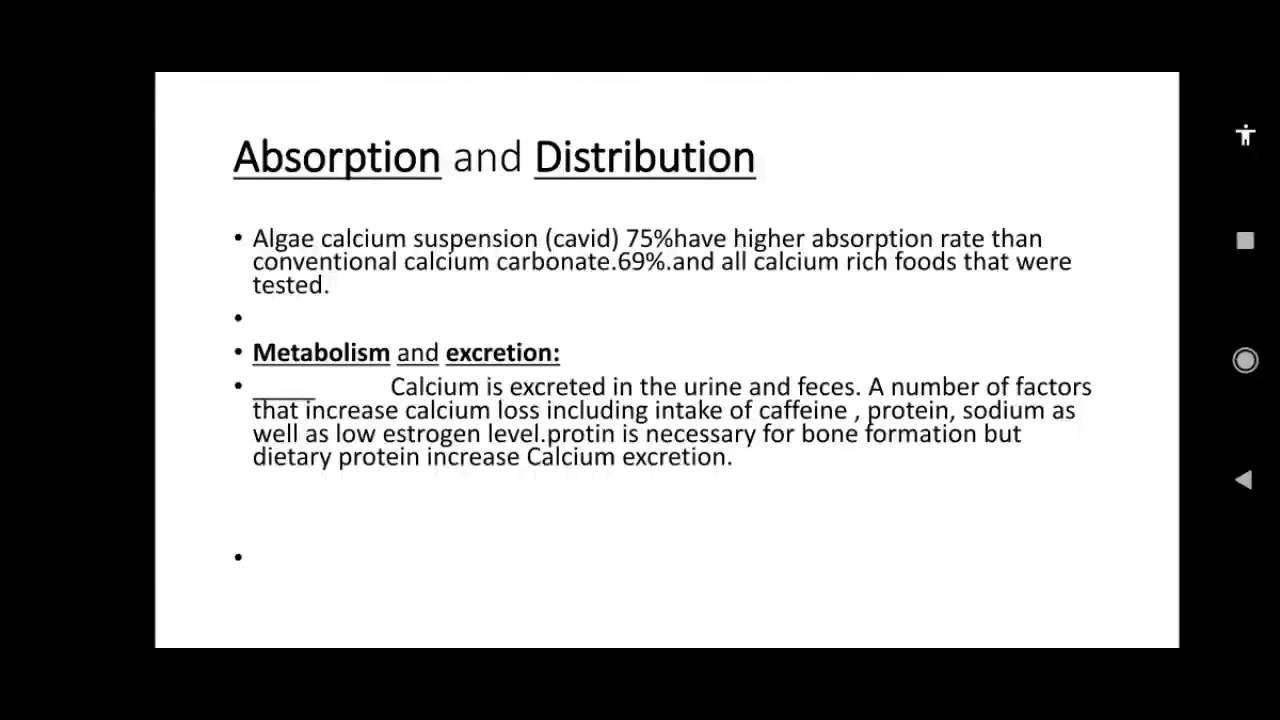 Absorption and Distribution
• Algae calcium suspension (cavid) 75%have higher absorption rate than
conventional calcium carbonate.69%.and all calcium rich foods that were
tested.
•
• Metabolism and excretion:
• _____ Calcium is excreted in the urine and feces. A number of factors
that increase calcium loss including intake of caffeine , protein, sodium as
well as low estrogen level.protin is necessary for bone formation but
dietary protein increase Calcium excretion.
•